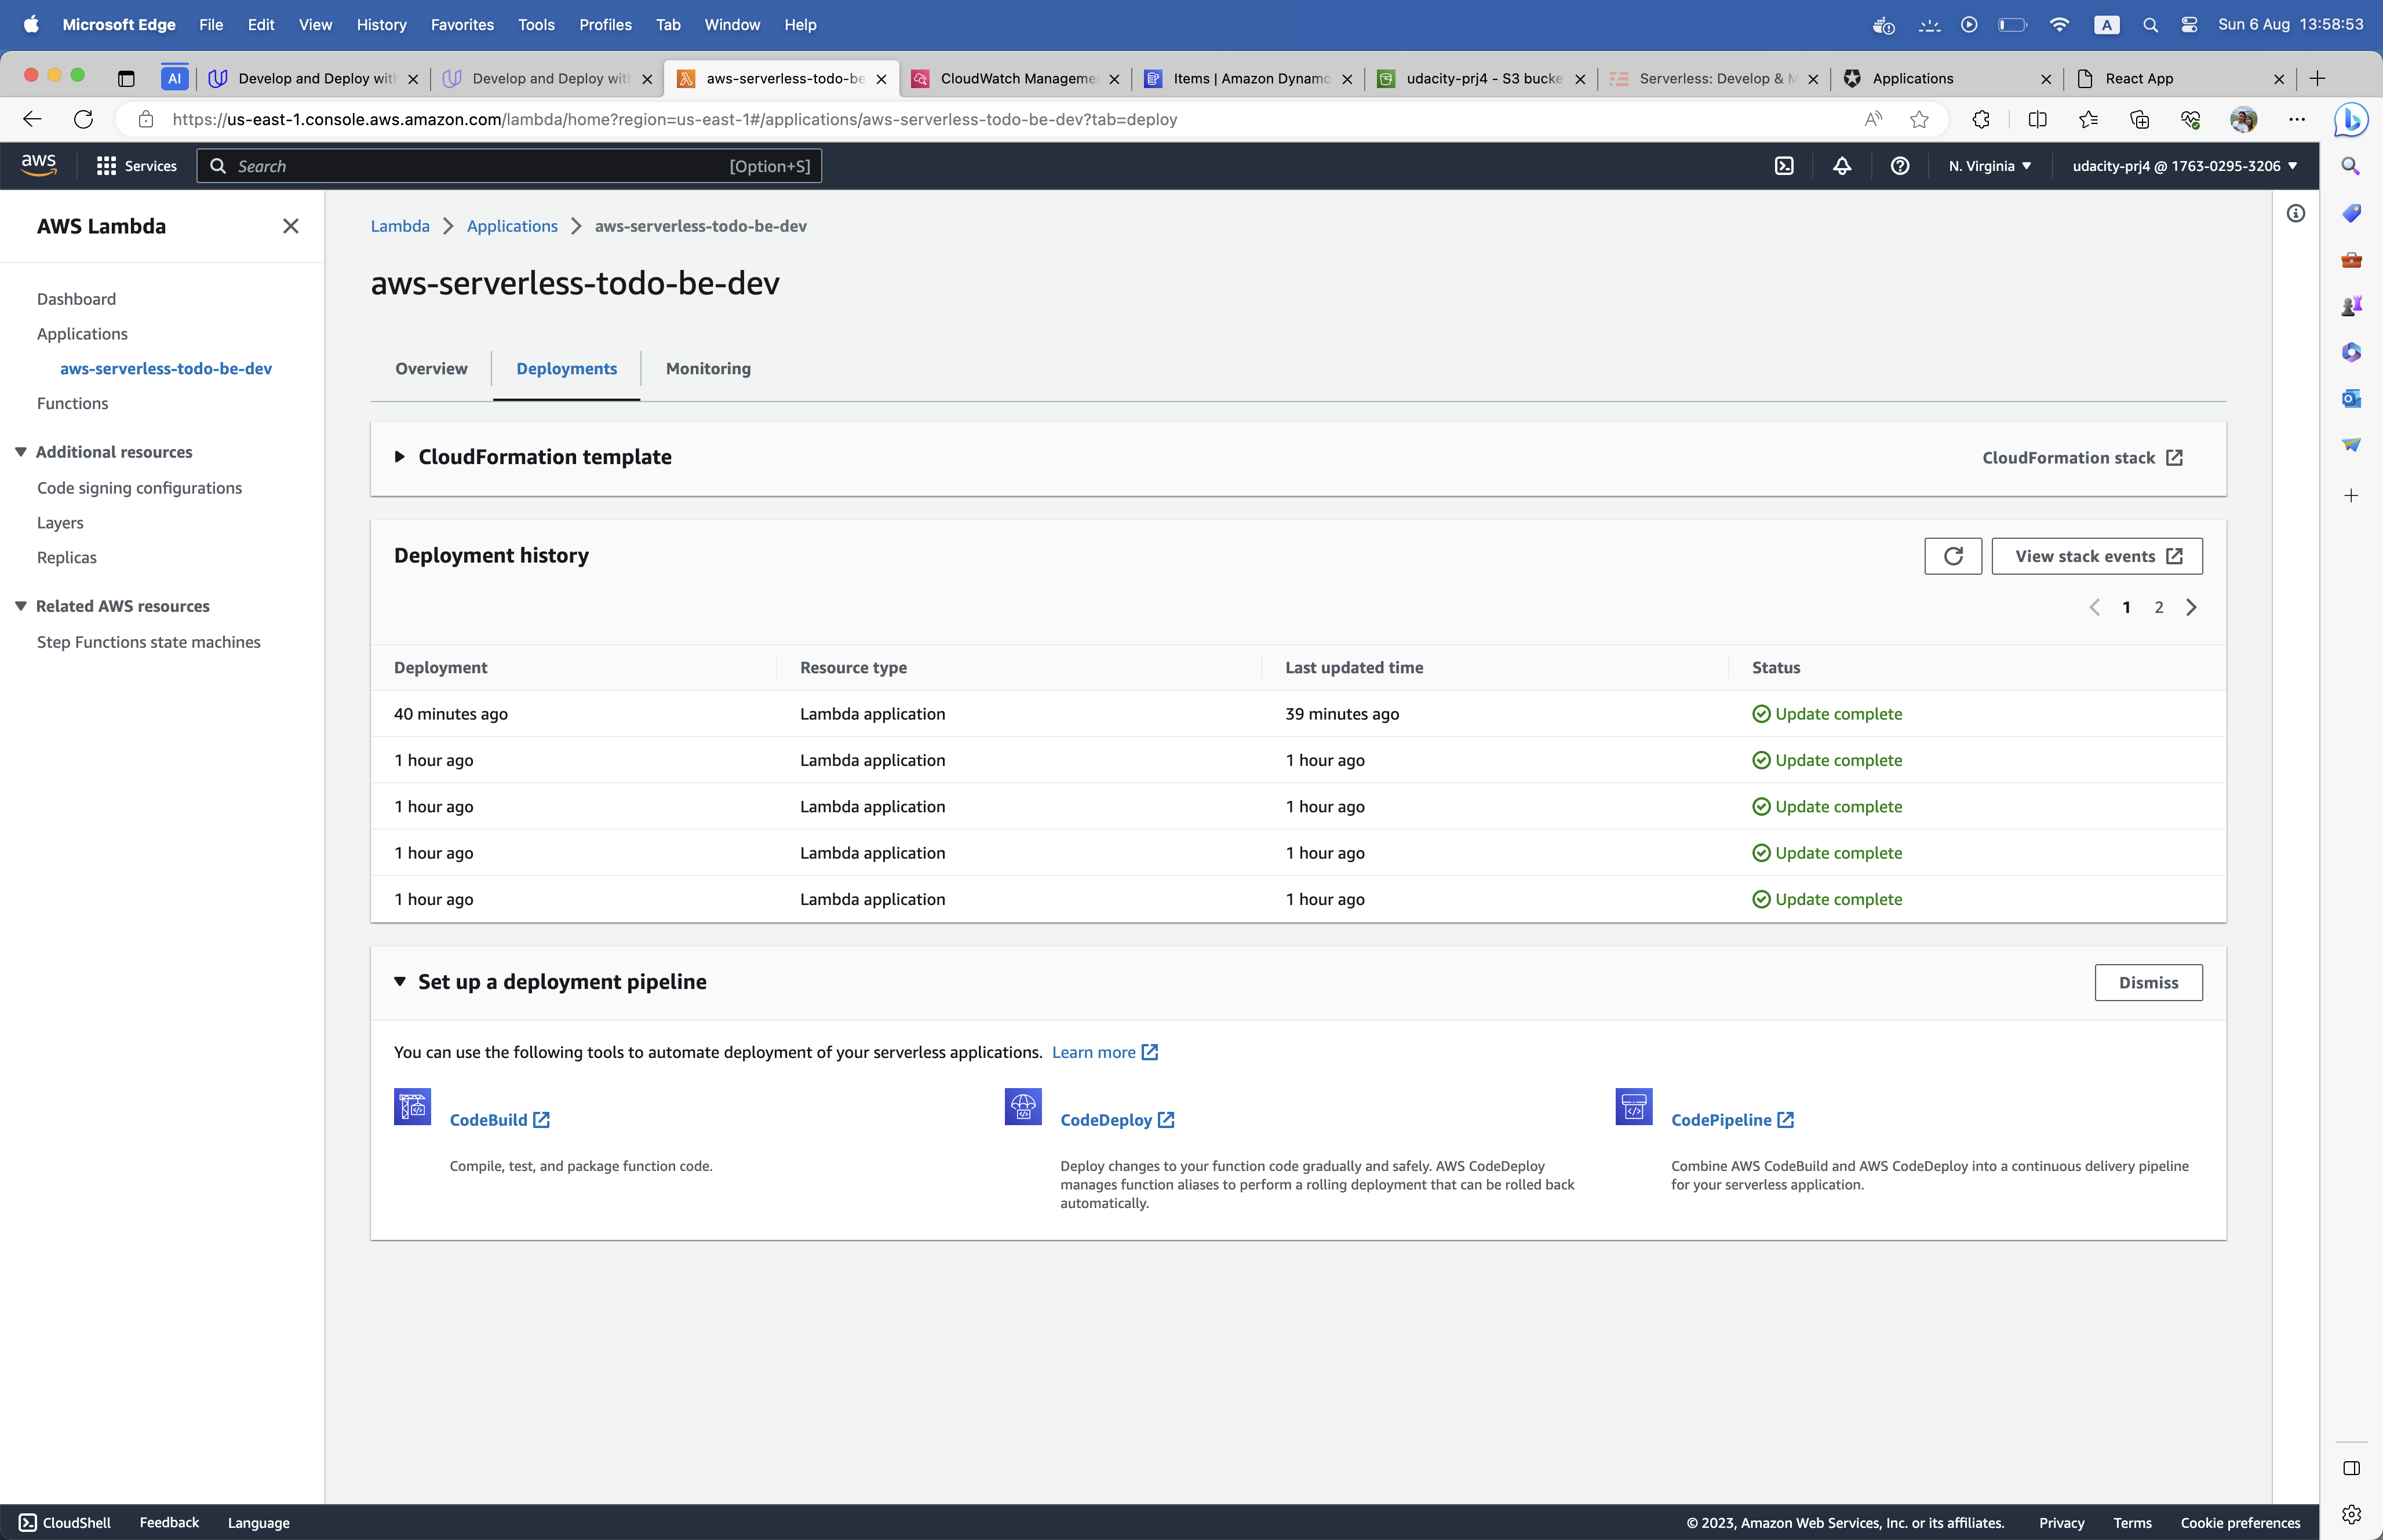 Microsoft Edge File Edit View History Favorites Tools Profiles Tab Window Help A Sun 6 Aug 13:58:53
AI Develop and Deploy with Develop and Deploy with aws-serverless-todo-be CloudWatch Manageme Items | Amazon Dynamo udacity-prj4 - S3 bucke Serverless: Develop & M Applications React App
https://us-east-1.console.aws.amazon.com/lambda/home?region=us-east-1#/applications/aws-serverless-todo-be-dev?tab=deploy
aws Services Search [Option+S] N. Virginia udacity-prj4 @ 1763-0295-3206
AWS Lambda
Dashboard
Applications
aws-serverless-todo-be-dev
Functions
Additional resources
Code signing configurations
Layers
Replicas
Related AWS resources
Step Functions state machines
Lambda Applications aws-serverless-todo-be-dev
aws-serverless-todo-be-dev
Overview Deployments Monitoring
CloudFormation template CloudFormation stack
Deployment history View stack events
1 2
Deployment Resource type Last updated time Status
40 minutes ago Lambda application 39 minutes ago Update complete
1 hour ago Lambda application 1 hour ago Update complete
1 hour ago Lambda application 1 hour ago Update complete
1 hour ago Lambda application 1 hour ago Update complete
1 hour ago Lambda application 1 hour ago Update complete
Set up a deployment pipeline Dismiss
You can use the following tools to automate deployment of your serverless applications. Learn more
CodeBuild
Compile, test, and package function code.
CodeDeploy
Deploy changes to your function code gradually and safely. AWS CodeDeploy
manages function aliases to perform a rolling deployment that can be rolled back
automatically.
CodePipeline
Combine AWS CodeBuild and AWS CodeDeploy into a continuous delivery pipeline
for your serverless application.
CloudShell Feedback Language © 2023, Amazon Web Services, Inc. or its affiliates. Privacy Terms Cookie preferences